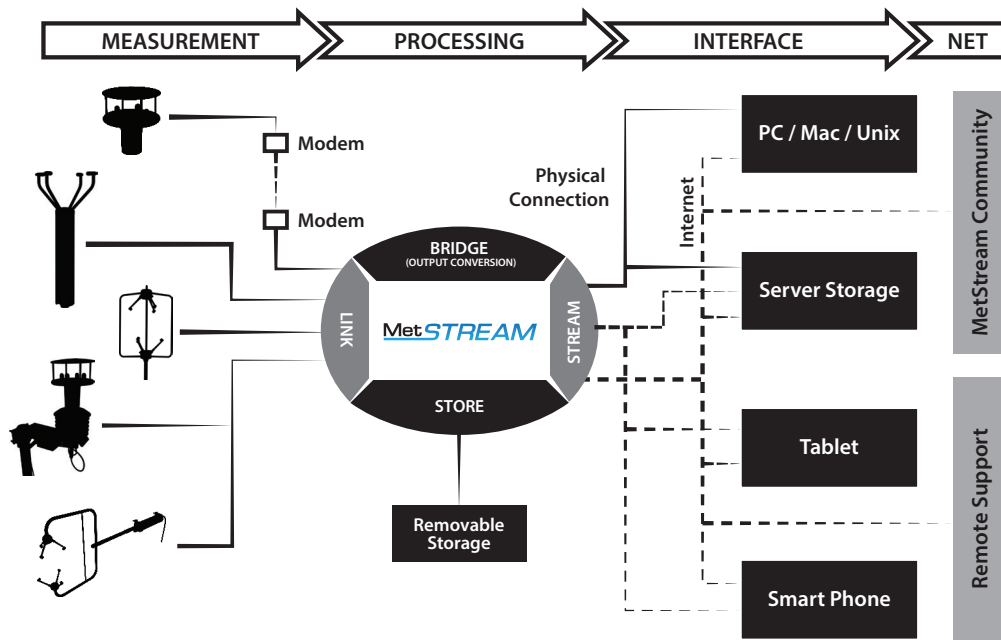 MEASUREMENT
PROCESSING
INTERFACE
NET
Modem
Modem
Physical
Connection
Internet
BRIDGE
(OUTPUT CONVERSION)
LINK
MetSTREAM
STREAM
STORE
Removable
Storage
PC / Mac / Unix
Server Storage
Tablet
Smart Phone
MetStream Community
Remote Support